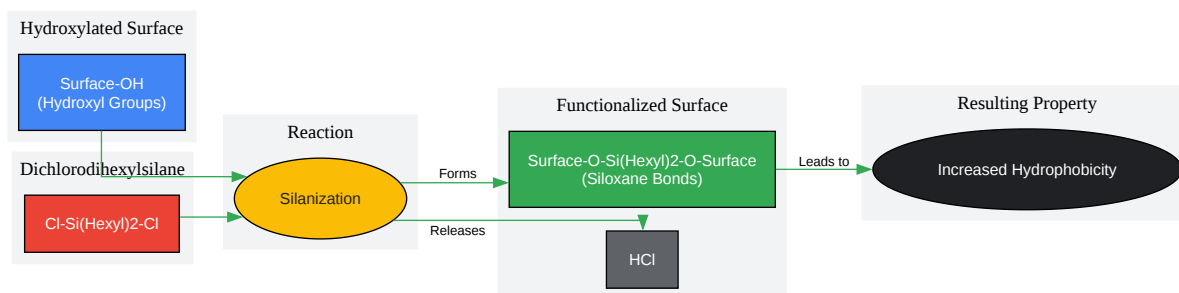 Hydroxylated Surface
Surface-OH
(Hydroxyl Groups)
Dichlorodihexylsilane
Cl-Si(Hexyl)2-Cl
Reaction
Silanization
Forms
Releases
Functionalized Surface
Surface-O-Si(Hexyl)2-O-Surface
(Siloxane Bonds)
HCl
Leads to
Resulting Property
Increased Hydrophobicity